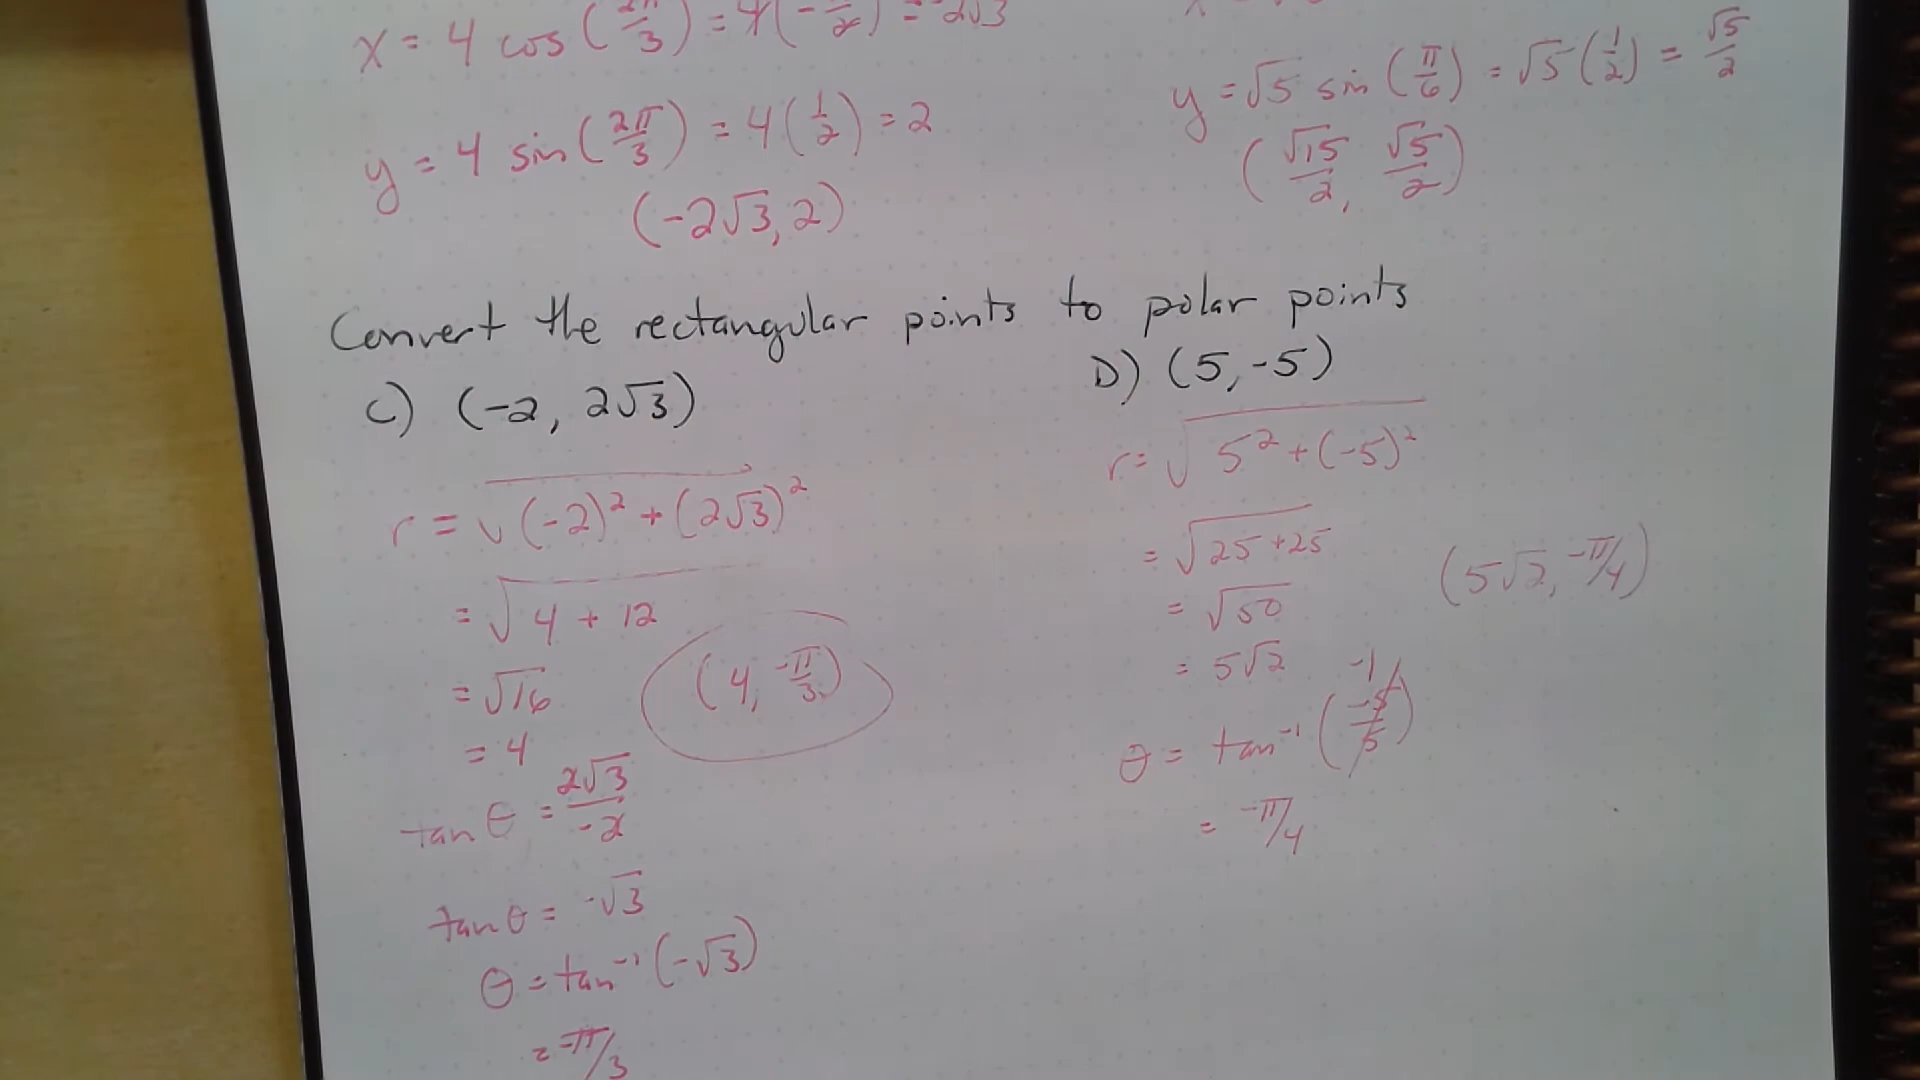 x = 4 cos (2π/3) = 4(-√3/2) = -2√3
y = 4 sin (2π/3) = 4(1/2) = 2
(-2√3, 2)
y = √5 sin (π/6) = √5 (1/2) = √5/2
(√15/2, √5/2)
Convert the rectangular points to polar points
C) (-2, 2√3)
r = √(-2)² + (2√3)²
= √4 + 12
= √16
= 4
(4, -π/3)
tan θ = 2√3/-2
tan θ = -√3
θ = tan⁻¹ (-√3)
= -π/3
D) (5, -5)
r = √5² + (-5)²
= √25 + 25
= √50
= 5√2
(5√2, -π/4)
-1
θ = tan⁻¹ (-5/5)
= -π/4